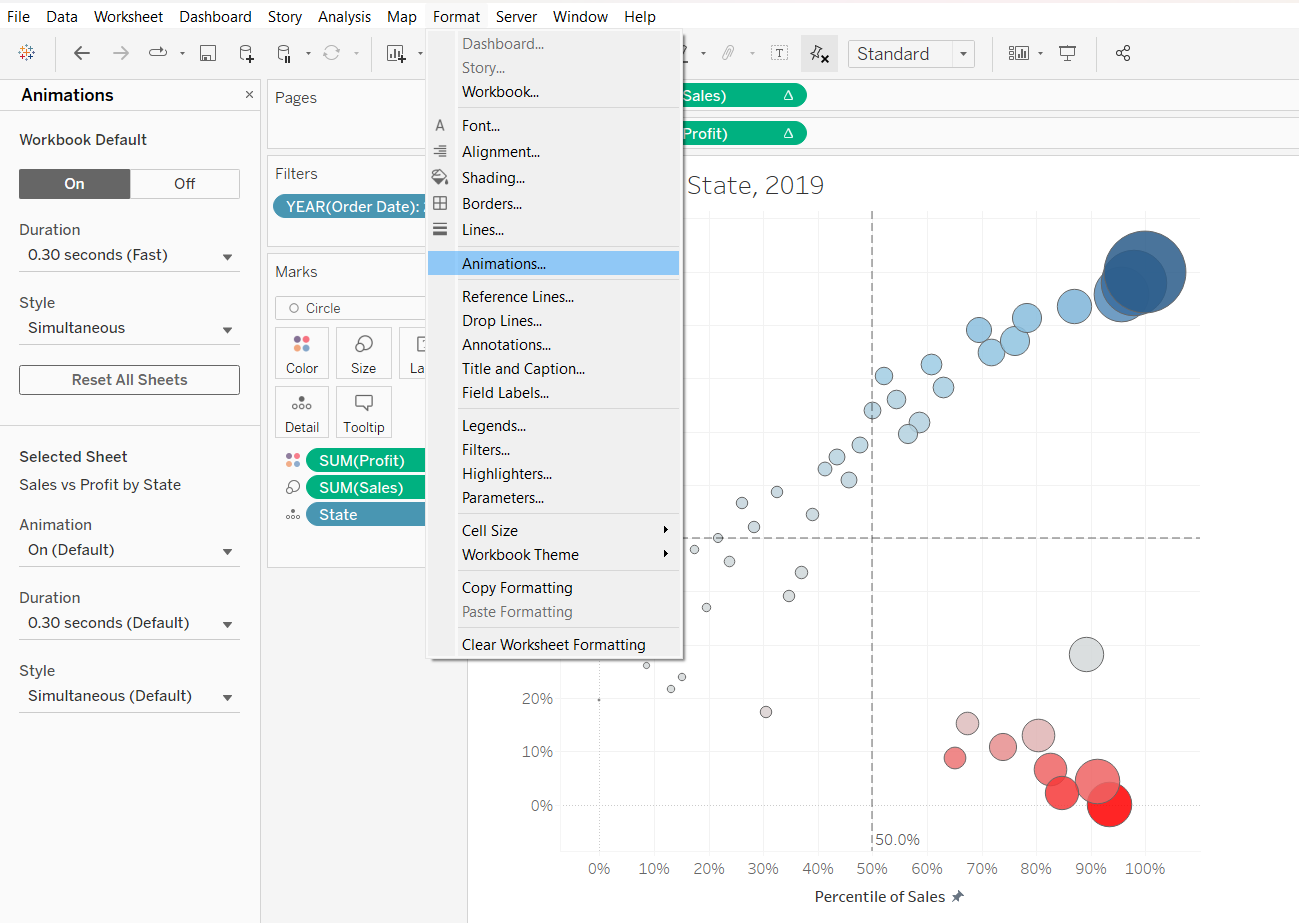 File Data Worksheet Dashboard Story Analysis Map Format Server Window Help
Standard
Animations
Workbook Default
On Off
Duration
0.30 seconds (Fast)
Style
Simultaneous
Reset All Sheets
Selected Sheet
Sales vs Profit by State
Animation
On (Default)
Duration
0.30 seconds (Default)
Style
Simultaneous (Default)
Pages
Filters
YEAR(Order Date):
Marks
Circle
Color Size La
Detail Tooltip
SUM(Profit)
SUM(Sales)
State
Dashboard...
Story...
Workbook...
Font...
Alignment...
Shading...
Borders...
Lines...
Animations...
Reference Lines...
Drop Lines...
Annotations...
Title and Caption...
Field Labels...
Legends...
Filters...
Highlighters...
Parameters...
Cell Size
Workbook Theme
Copy Formatting
Paste Formatting
Clear Worksheet Formatting
Sales) Δ
Profit) Δ
State, 2019
20%
10%
0%
50.0%
0% 10% 20% 30% 40% 50% 60% 70% 80% 90% 100%
Percentile of Sales